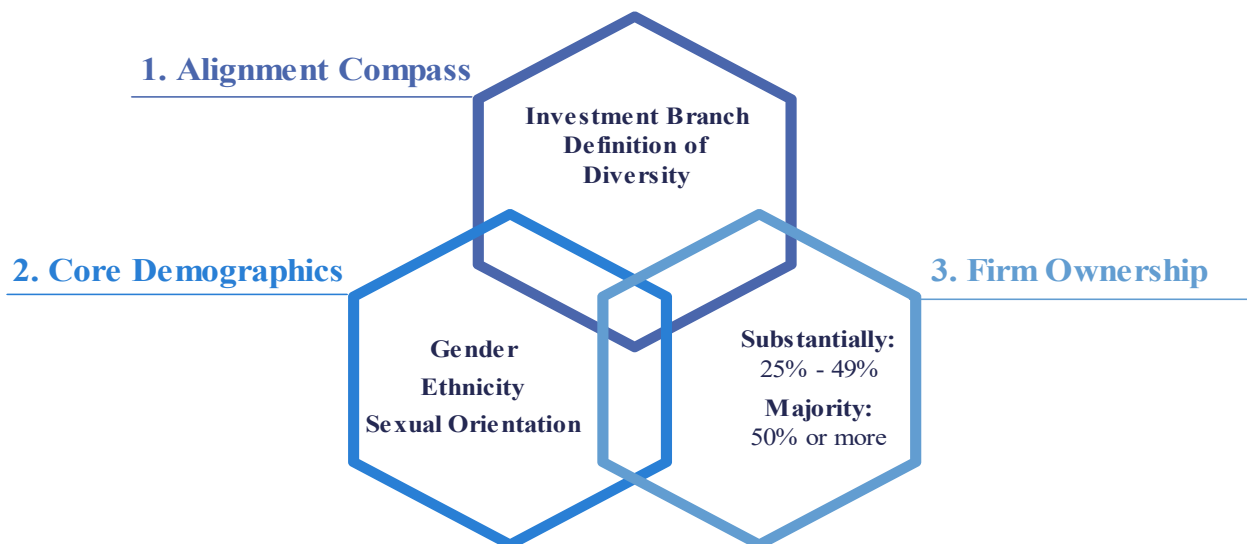 1. Alignment Compass
Investment Branch
Definition of
Diversity
2. Core Demographics
Gender
Ethnicity
Sexual Orientation
3. Firm Ownership
Substantially:
25% - 49%
Majority:
50% or more